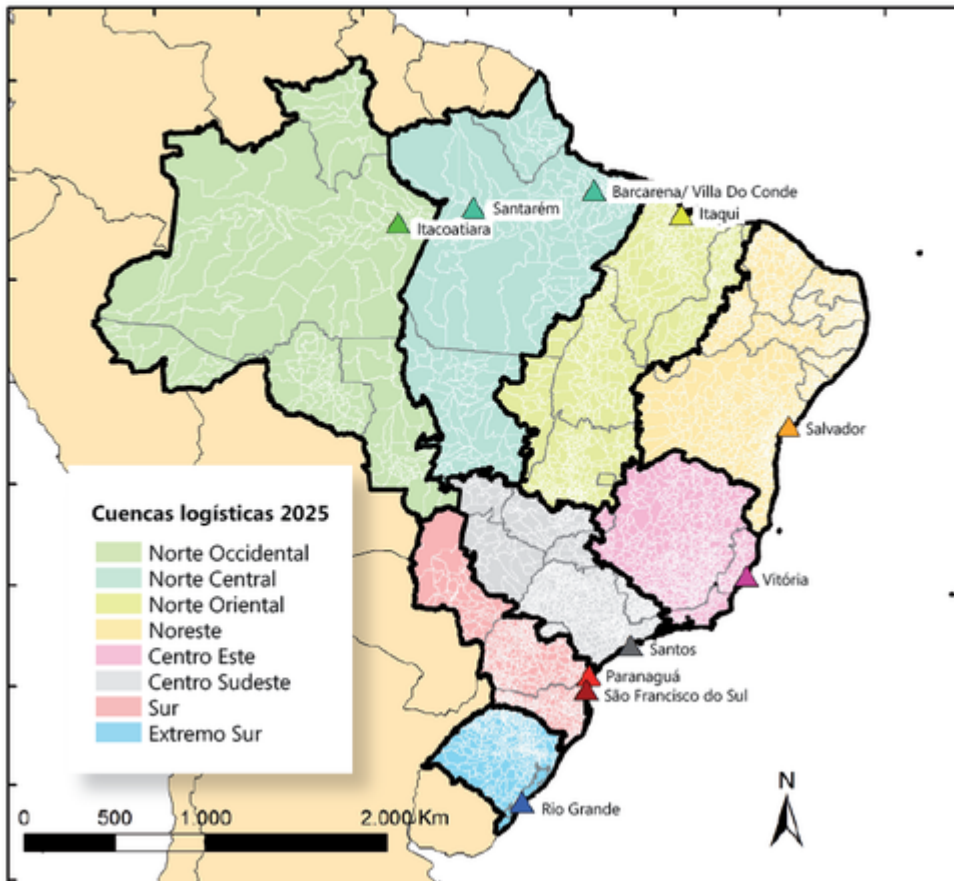 Barcarena/ Villa Do Conde
Santarém
Itaqui
Itacoatiara
Salvador
Cuencas logísticas 2025
Norte Occidental
Norte Central
Norte Oriental
Noreste
Centro Este
Centro Sudeste
Sur
Extremo Sur
Vitória
Santos
Paranaguá
São Francisco do Sul
Rio Grande
N
0 500 1.000 2.000 Km